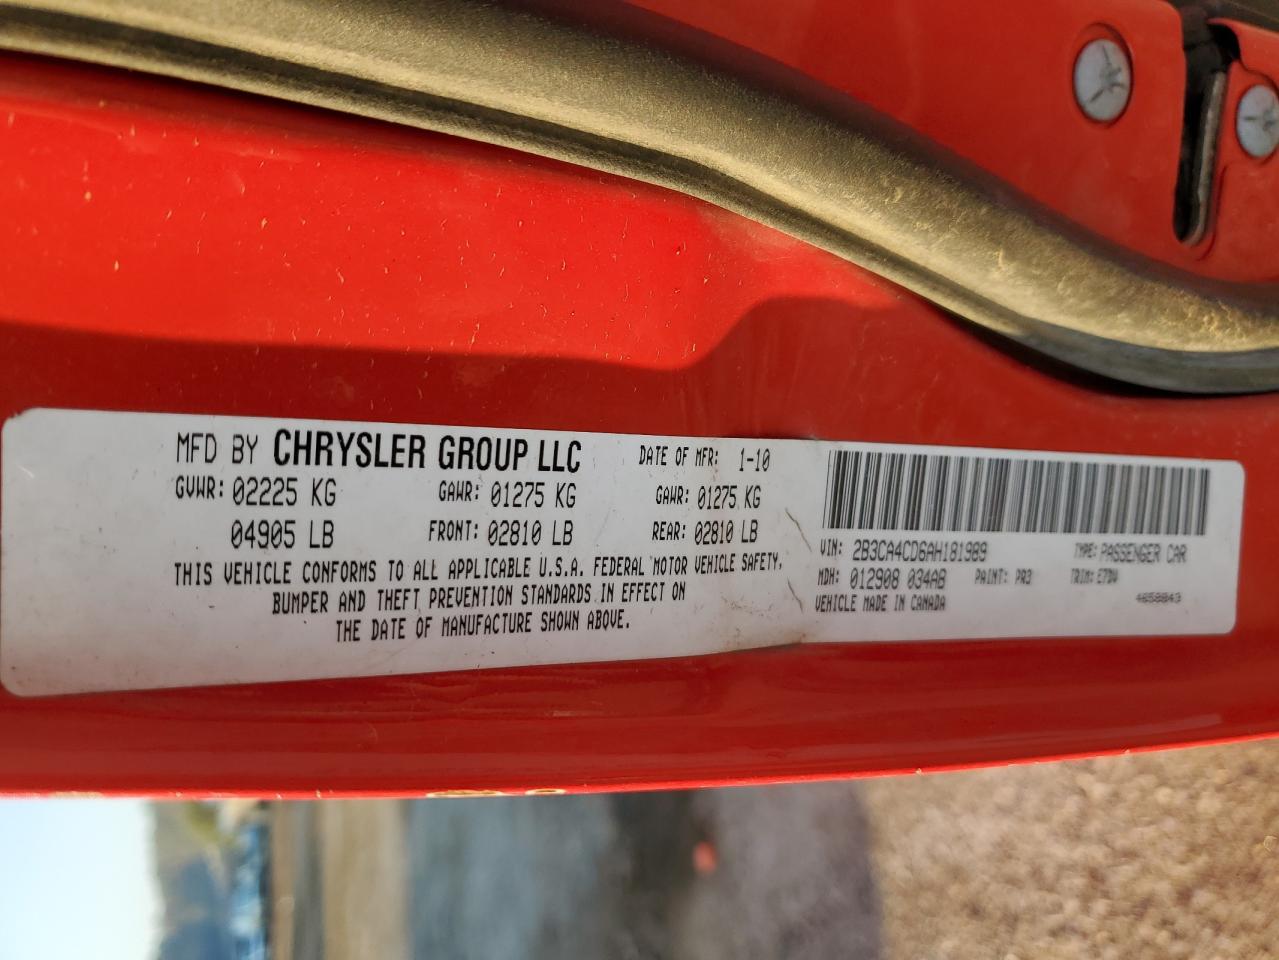 MFD BY CHRYSLER GROUP LLC DATE OF MFR: 1-10
GVWR: 02225 KG GAWR: 01275 KG GAWR: 01275 KG
04905 LB FRONT: 02810 LB REAR: 02810 LB
THIS VEHICLE CONFORMS TO ALL APPLICABLE U.S.A. FEDERAL MOTOR VEHICLE SAFETY,
BUMPER AND THEFT PREVENTION STANDARDS IN EFFECT ON
THE DATE OF MANUFACTURE SHOWN ABOVE.
VIN: 2B3CA4CD6AH181989 TYPE: PASSENGER CAR
MDH: 012908 034AB PAINT: PR3 TRIM: E7DV
VEHICLE MADE IN CANADA 4658843